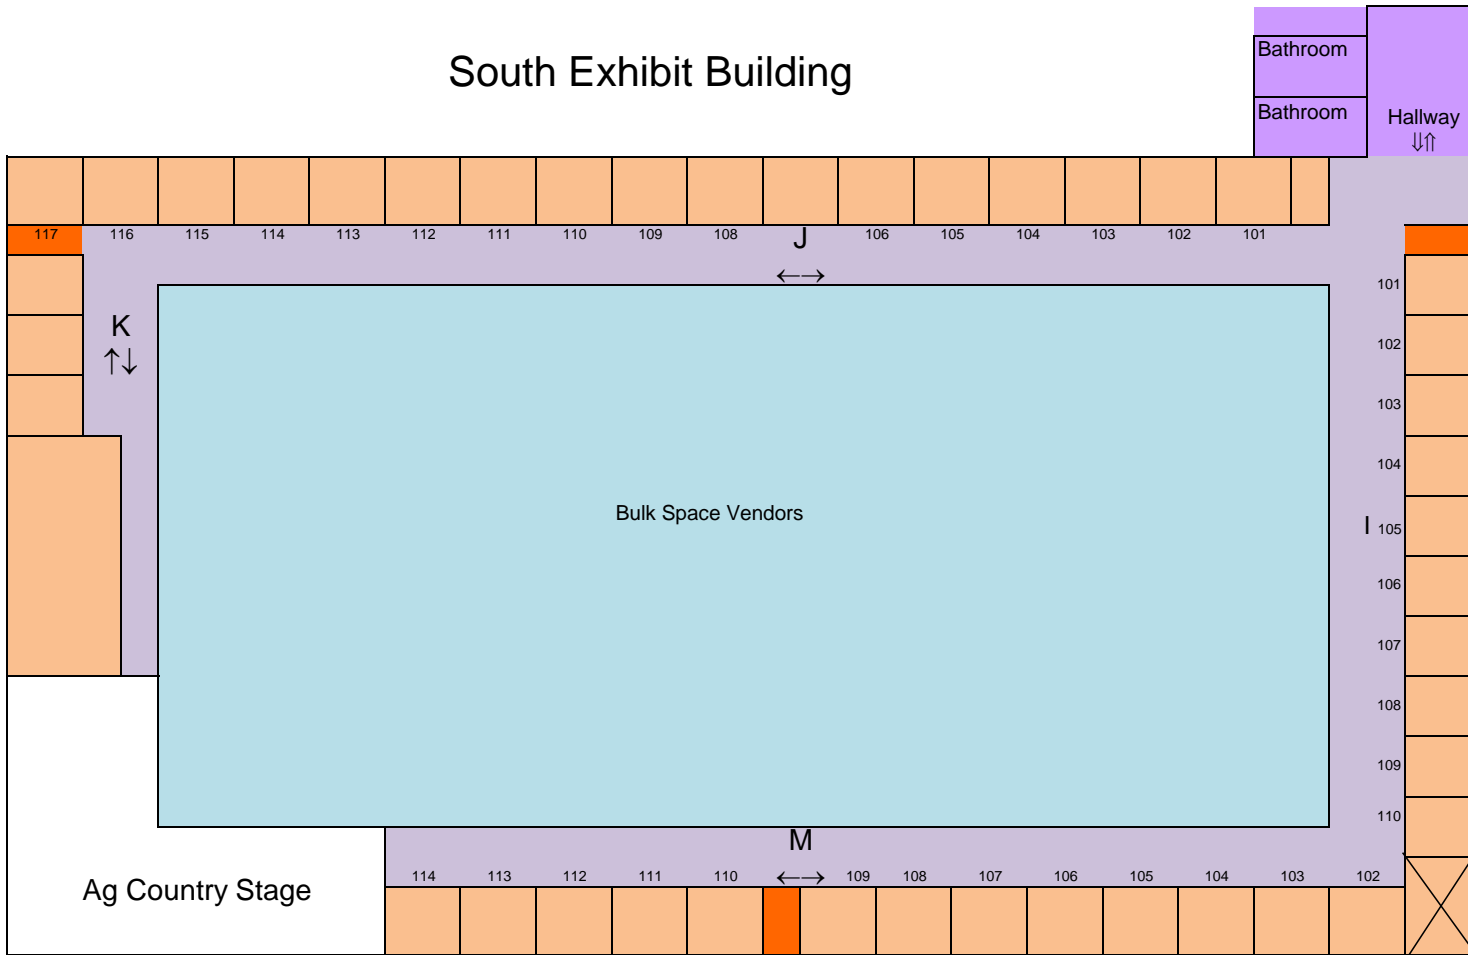 South Exhibit Building
Bathroom
Bathroom
Hallway
⇓⇑
117 116 115 114 113 112 111 110 109 108 J 106 105 104 103 102 101
←→
K
↑↓
101
102
103
104
Bulk Space Vendors
I 105
106
107
108
109
110
M
114 113 112 111 110 ←→ 109 108 107 106 105 104 103 102
Ag Country Stage